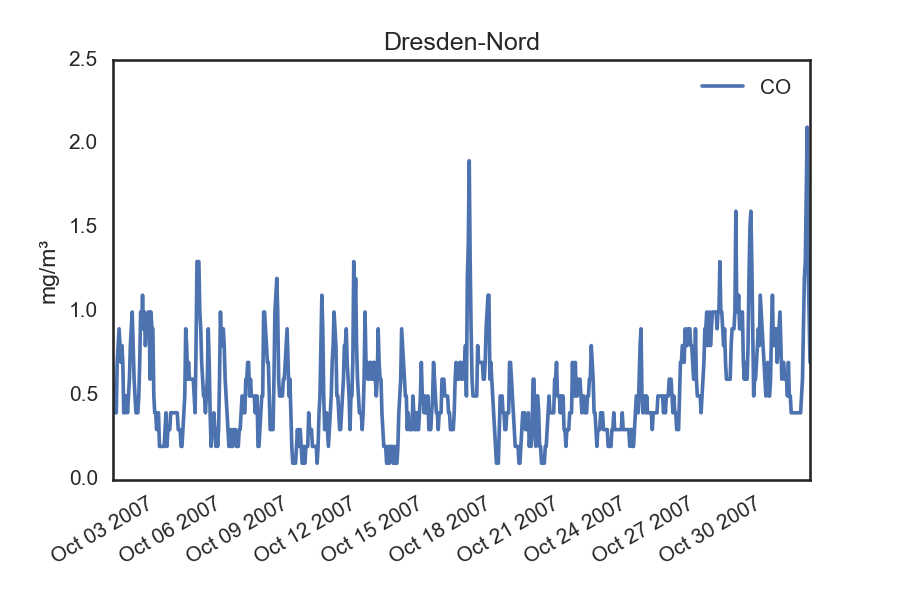 Dresden-Nord
CO
mg/m³
2.5
2.0
1.5
1.0
0.5
0.0
Oct 03 2007
Oct 06 2007
Oct 09 2007
Oct 12 2007
Oct 15 2007
Oct 18 2007
Oct 21 2007
Oct 24 2007
Oct 27 2007
Oct 30 2007